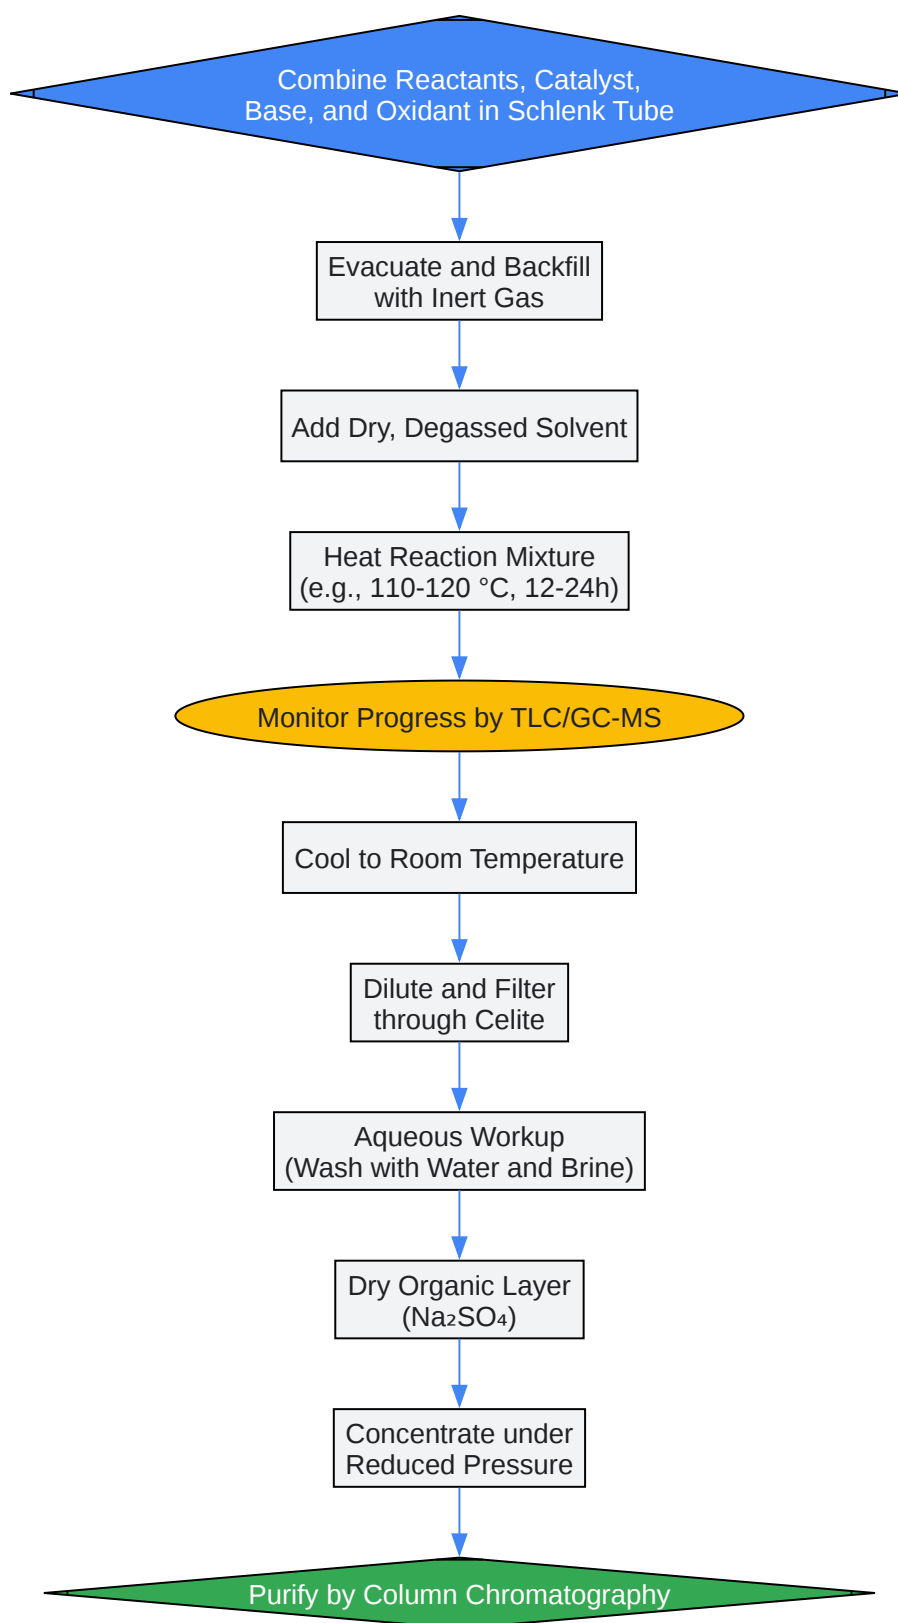 Combine Reactants, Catalyst,
Base, and Oxidant in Schlenk Tube
Evacuate and Backfill
with Inert Gas
Add Dry, Degassed Solvent
Heat Reaction Mixture
(e.g., 110-120 °C, 12-24h)
Monitor Progress by TLC/GC-MS
Cool to Room Temperature
Dilute and Filter
through Celite
Aqueous Workup
(Wash with Water and Brine)
Dry Organic Layer
(Na₂SO₄)
Concentrate under
Reduced Pressure
Purify by Column Chromatography